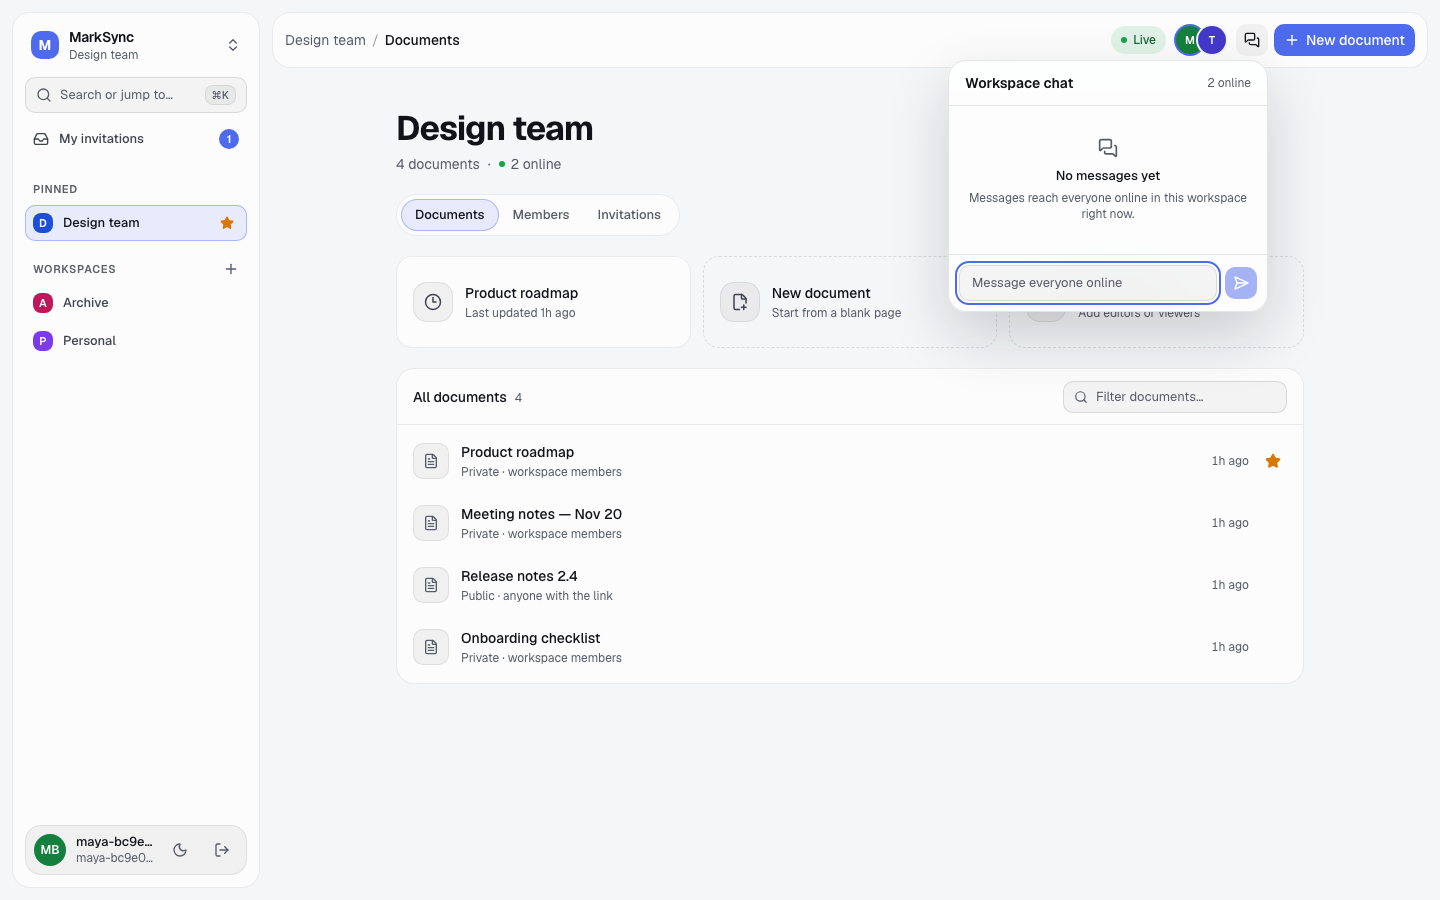 M
MarkSync
Design team
Search or jump to...
⌘K
My invitations
1
PINNED
D
Design team
WORKSPACES
A
Archive
P
Personal
MB
maya-bc9e...
maya-bc9e0...
Design team / Documents
Live
M
T
New document
Workspace chat
2 online
No messages yet
Messages reach everyone online in this workspace
right now.
Message everyone online
Design team
4 documents · 2 online
Documents
Members
Invitations
Product roadmap
Last updated 1h ago
New document
Start from a blank page
Add editors or viewers
All documents 4
Filter documents...
Product roadmap
Private · workspace members
1h ago
Meeting notes — Nov 20
Private · workspace members
1h ago
Release notes 2.4
Public · anyone with the link
1h ago
Onboarding checklist
Private · workspace members
1h ago